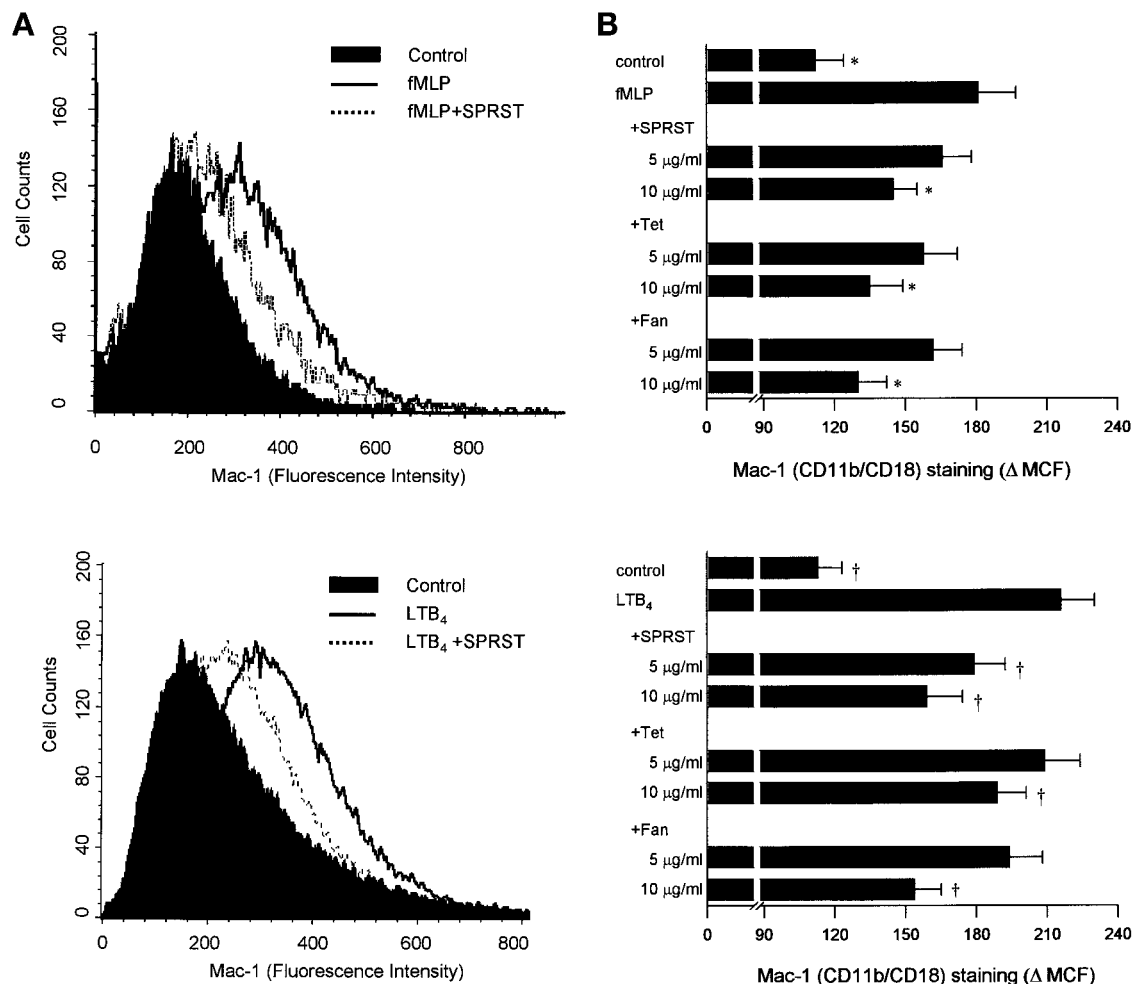 A
200
160
120
80
40
0
Cell Counts
Control
fMLP
fMLP+SPRST
0 200 400 600 800
Mac-1 (Fluorescence Intensity)
B
control *
fMLP
+SPRST
5 µg/ml
10 µg/ml *
+Tet
5 µg/ml
10 µg/ml *
+Fan
5 µg/ml
10 µg/ml *
0 90 120 150 180 210 240
Mac-1 (CD11b/CD18) staining (Δ MCF)
200
160
120
80
40
0
Cell Counts
Control
LTB4
LTB4 +SPRST
0 200 400 600 800
Mac-1 (Fluorescence Intensity)
control †
LTB4
+SPRST
5 µg/ml †
10 µg/ml †
+Tet
5 µg/ml
10 µg/ml †
+Fan
5 µg/ml
10 µg/ml †
0 90 120 150 180 210 240
Mac-1 (CD11b/CD18) staining (Δ MCF)